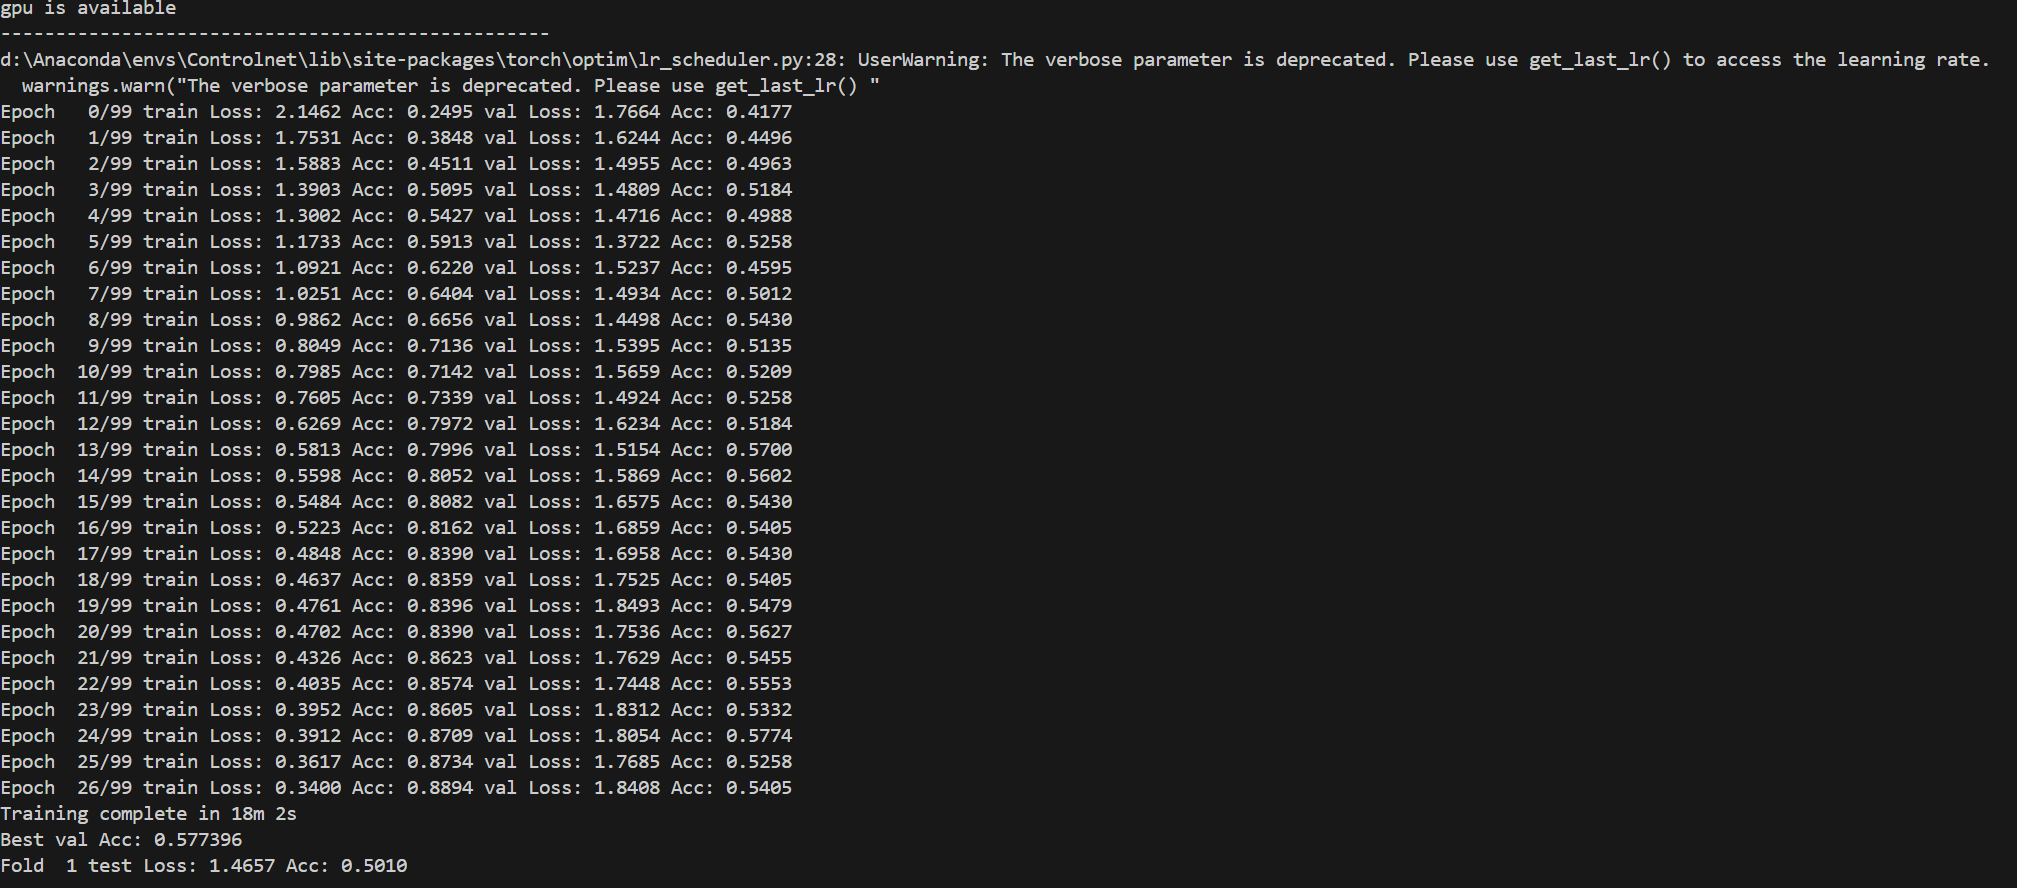 gpu is available
--------------------------------------------------
d:\Anaconda\envs\Controlnet\lib\site-packages\torch\optim\lr_scheduler.py:28: UserWarning: The verbose parameter is deprecated. Please use get_last_lr() to access the learning rate.
  warnings.warn("The verbose parameter is deprecated. Please use get_last_lr() "
Epoch   0/99 train Loss: 2.1462 Acc: 0.2495 val Loss: 1.7664 Acc: 0.4177
Epoch   1/99 train Loss: 1.7531 Acc: 0.3848 val Loss: 1.6244 Acc: 0.4496
Epoch   2/99 train Loss: 1.5883 Acc: 0.4511 val Loss: 1.4955 Acc: 0.4963
Epoch   3/99 train Loss: 1.3903 Acc: 0.5095 val Loss: 1.4809 Acc: 0.5184
Epoch   4/99 train Loss: 1.3002 Acc: 0.5427 val Loss: 1.4716 Acc: 0.4988
Epoch   5/99 train Loss: 1.1733 Acc: 0.5913 val Loss: 1.3722 Acc: 0.5258
Epoch   6/99 train Loss: 1.0921 Acc: 0.6220 val Loss: 1.5237 Acc: 0.4595
Epoch   7/99 train Loss: 1.0251 Acc: 0.6404 val Loss: 1.4934 Acc: 0.5012
Epoch   8/99 train Loss: 0.9862 Acc: 0.6656 val Loss: 1.4498 Acc: 0.5430
Epoch   9/99 train Loss: 0.8049 Acc: 0.7136 val Loss: 1.5395 Acc: 0.5135
Epoch  10/99 train Loss: 0.7985 Acc: 0.7142 val Loss: 1.5659 Acc: 0.5209
Epoch  11/99 train Loss: 0.7605 Acc: 0.7339 val Loss: 1.4924 Acc: 0.5258
Epoch  12/99 train Loss: 0.6269 Acc: 0.7972 val Loss: 1.6234 Acc: 0.5184
Epoch  13/99 train Loss: 0.5813 Acc: 0.7996 val Loss: 1.5154 Acc: 0.5700
Epoch  14/99 train Loss: 0.5598 Acc: 0.8052 val Loss: 1.5869 Acc: 0.5602
Epoch  15/99 train Loss: 0.5484 Acc: 0.8082 val Loss: 1.6575 Acc: 0.5430
Epoch  16/99 train Loss: 0.5223 Acc: 0.8162 val Loss: 1.6859 Acc: 0.5405
Epoch  17/99 train Loss: 0.4848 Acc: 0.8390 val Loss: 1.6958 Acc: 0.5430
Epoch  18/99 train Loss: 0.4637 Acc: 0.8359 val Loss: 1.7525 Acc: 0.5405
Epoch  19/99 train Loss: 0.4761 Acc: 0.8396 val Loss: 1.8493 Acc: 0.5479
Epoch  20/99 train Loss: 0.4702 Acc: 0.8390 val Loss: 1.7536 Acc: 0.5627
Epoch  21/99 train Loss: 0.4326 Acc: 0.8623 val Loss: 1.7629 Acc: 0.5455
Epoch  22/99 train Loss: 0.4035 Acc: 0.8574 val Loss: 1.7448 Acc: 0.5553
Epoch  23/99 train Loss: 0.3952 Acc: 0.8605 val Loss: 1.8312 Acc: 0.5332
Epoch  24/99 train Loss: 0.3912 Acc: 0.8709 val Loss: 1.8054 Acc: 0.5774
Epoch  25/99 train Loss: 0.3617 Acc: 0.8734 val Loss: 1.7685 Acc: 0.5258
Epoch  26/99 train Loss: 0.3400 Acc: 0.8894 val Loss: 1.8408 Acc: 0.5405
Training complete in 18m 2s
Best val Acc: 0.577396
Fold  1 test Loss: 1.4657 Acc: 0.5010